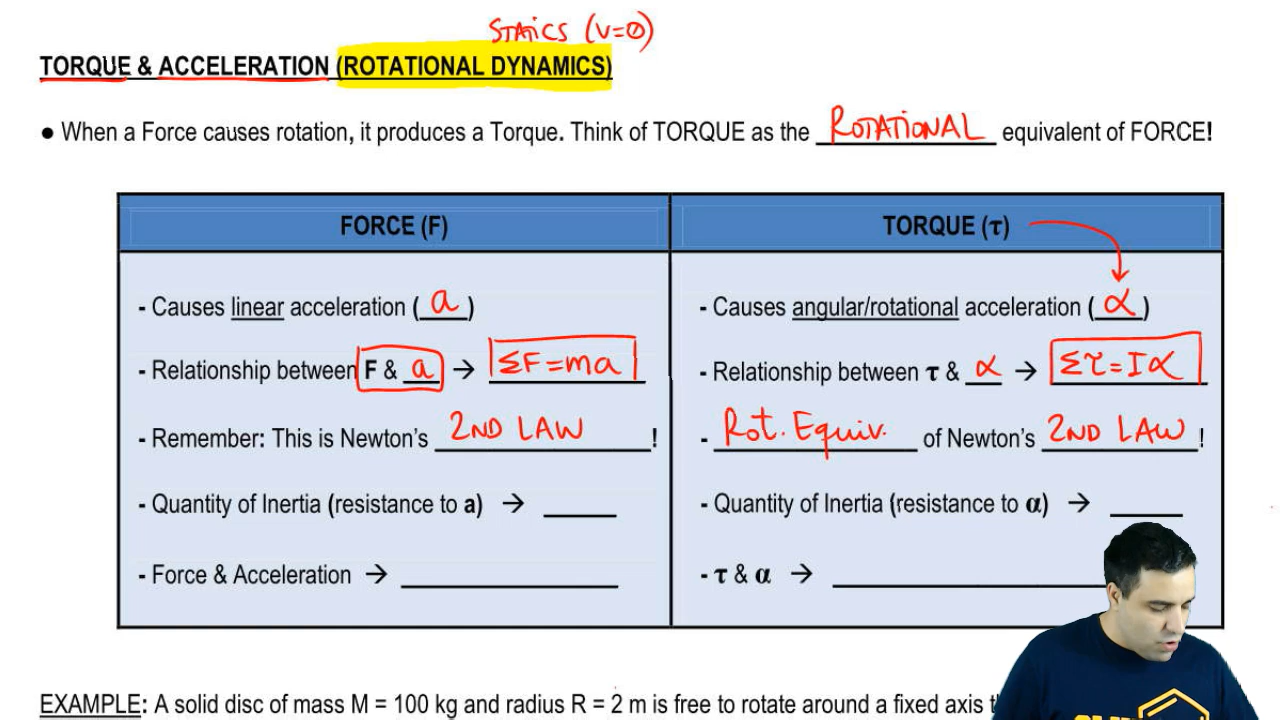 STATICS (V=0)
TORQUE & ACCELERATION (ROTATIONAL DYNAMICS)
● When a Force causes rotation, it produces a Torque. Think of TORQUE as the ROTATIONAL equivalent of FORCE!
FORCE (F)
- Causes linear acceleration (a)
- Relationship between F & a → ΣF=ma
- Remember: This is Newton's 2ND LAW !
- Quantity of Inertia (resistance to a) → ____
- Force & Acceleration → ____
TORQUE (τ)
- Causes angular/rotational acceleration (α)
- Relationship between τ & α → Στ=Iα
- Rot. Equiv. of Newton's 2ND LAW !
- Quantity of Inertia (resistance to α) → ____
- τ & α → ____
EXAMPLE: A solid disc of mass M = 100 kg and radius R = 2 m is free to rotate around a fixed axis